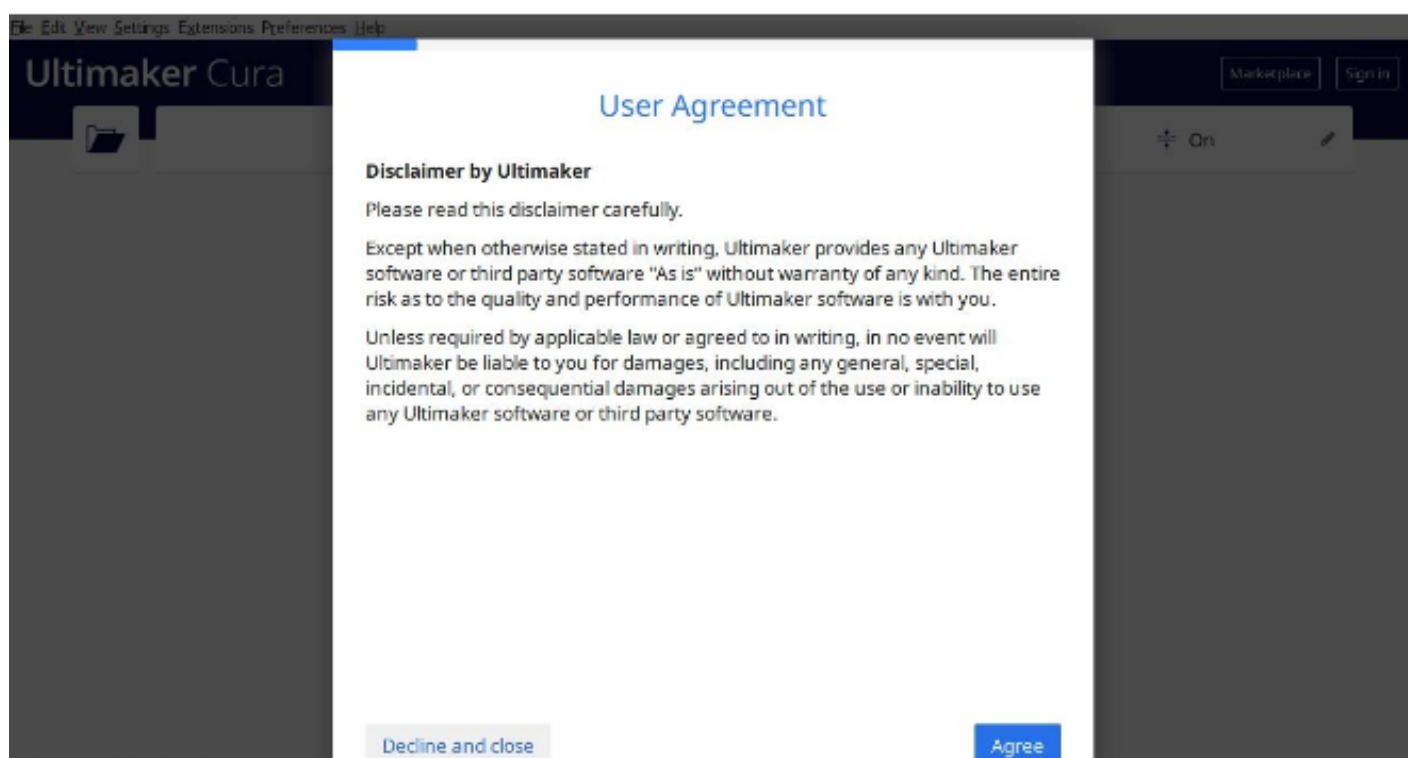 File Edit View Settings Extensions Preferences Help
Ultimaker Cura
Marketplace Sign in
On
User Agreement
Disclaimer by Ultimaker
Please read this disclaimer carefully.
Except when otherwise stated in writing, Ultimaker provides any Ultimaker
software or third party software "As is" without warranty of any kind. The entire
risk as to the quality and performance of Ultimaker software is with you.
Unless required by applicable law or agreed to in writing, in no event will
Ultimaker be liable to you for damages, including any general, special,
incidental, or consequential damages arising out of the use or inability to use
any Ultimaker software or third party software.
Decline and close
Agree